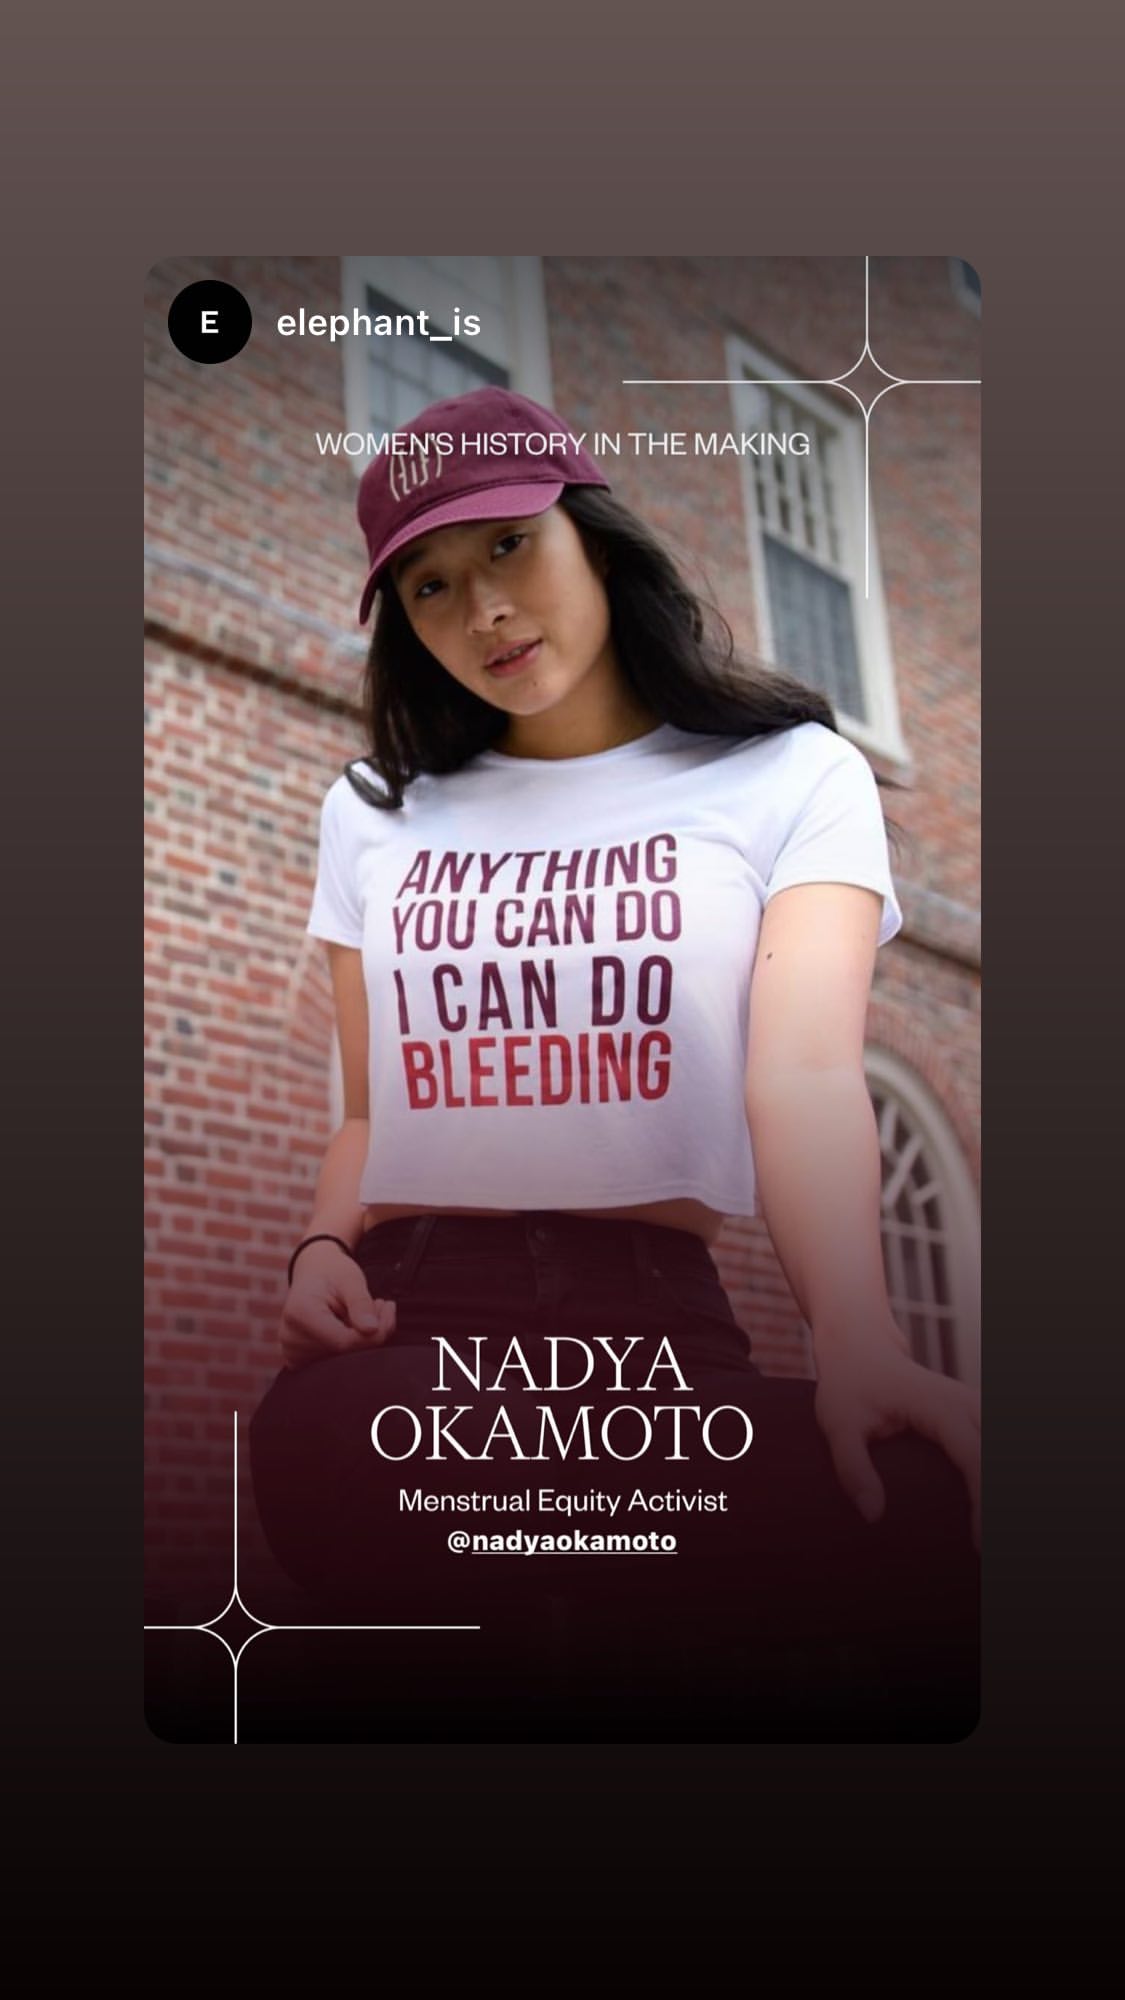 E
elephant_is
WOMEN'S HISTORY IN THE MAKING
ANYTHING
YOU CAN DO
I CAN DO
BLEEDING
NADYA
OKAMOTO
Menstrual Equity Activist
@nadyaokamoto